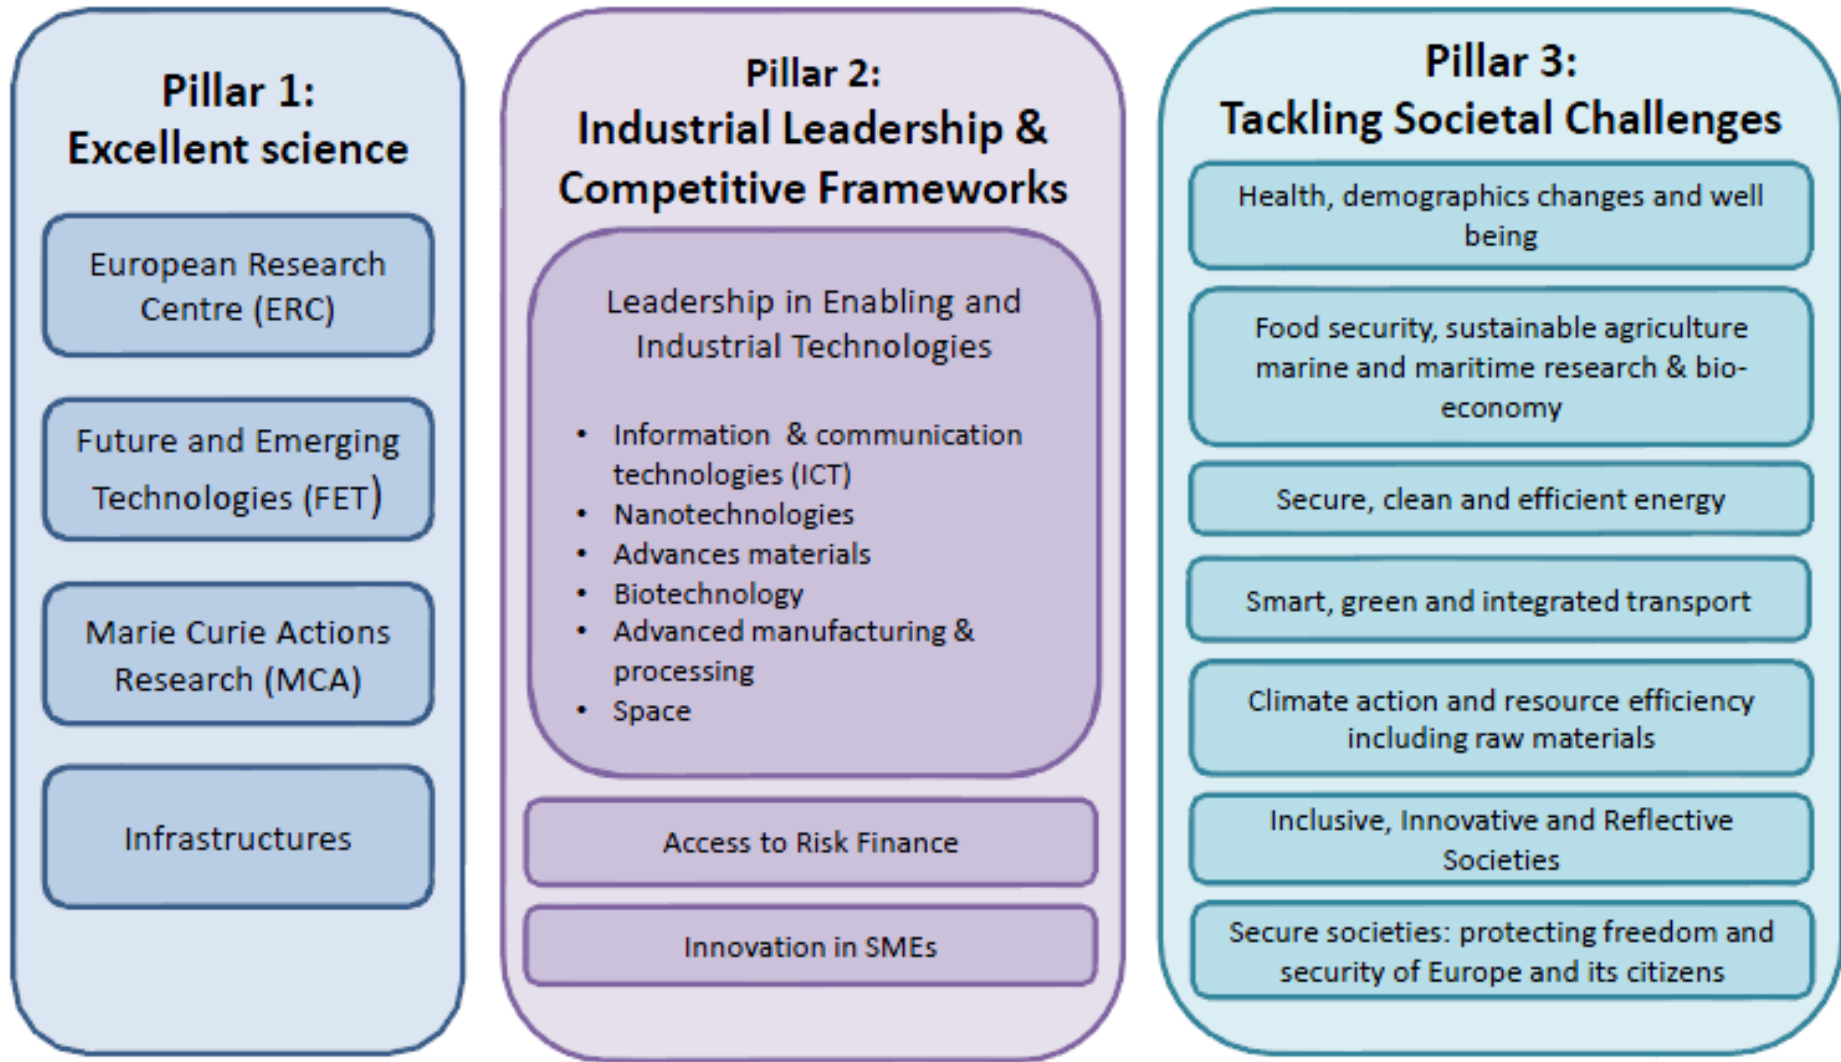 Pillar 1:
Excellent science
European Research
Centre (ERC)
Future and Emerging
Technologies (FET)
Marie Curie Actions
Research (MCA)
Infrastructures
Pillar 2:
Industrial Leadership &
Competitive Frameworks
Leadership in Enabling and
Industrial Technologies
• Information & communication
technologies (ICT)
• Nanotechnologies
• Advances materials
• Biotechnology
• Advanced manufacturing &
processing
• Space
Access to Risk Finance
Innovation in SMEs
Pillar 3:
Tackling Societal Challenges
Health, demographics changes and well
being
Food security, sustainable agriculture
marine and maritime research & bio-
economy
Secure, clean and efficient energy
Smart, green and integrated transport
Climate action and resource efficiency
including raw materials
Inclusive, Innovative and Reflective
Societies
Secure societies: protecting freedom and
security of Europe and its citizens